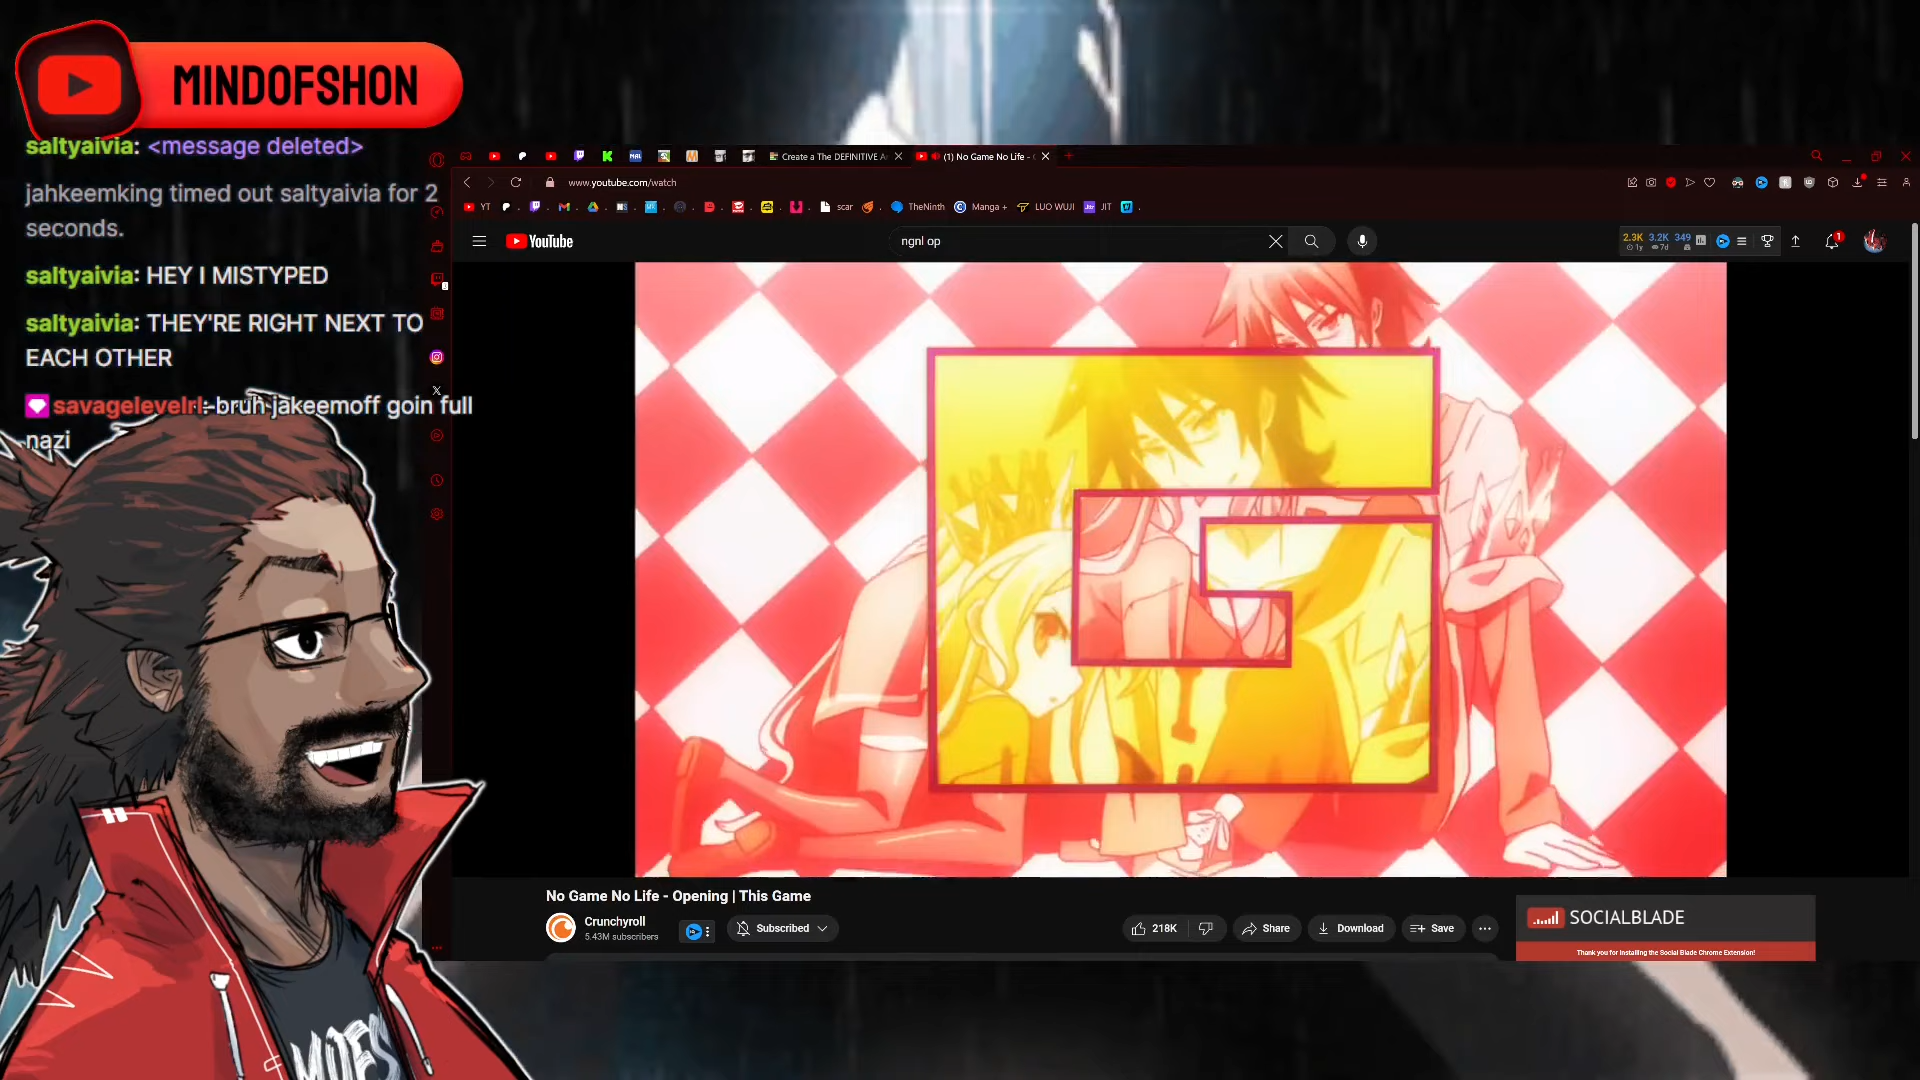 MINDOFSHON
saltyaivia: <message deleted>
jahkeemking timed out saltyaivia for 2
seconds.
saltyaivia: HEY I MISTYPED
saltyaivia: THEY'RE RIGHT NEXT TO
EACH OTHER
savagelevelrl: bruh jakeemoff goin full
nazi
Create a The DEFINITIVE A
(1) No Game No Life -
www.youtube.com/watch
YT
scar
TheNinth
Manga +
LUO WUJI
JIT
YouTube
ngnl op
2.3K 3.2K 349
1y 7d
1
No Game No Life - Opening | This Game
Crunchyroll
5.43M subscribers
Subscribed
218K
Share
Download
Save
SOCIALBLADE
Thank you for installing the Social Blade Chrome Extension!